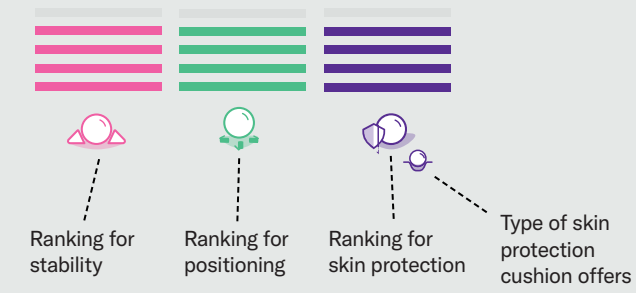 Ranking for
stability
Ranking for
positioning
Ranking for
skin protection
Type of skin
protection
cushion offers